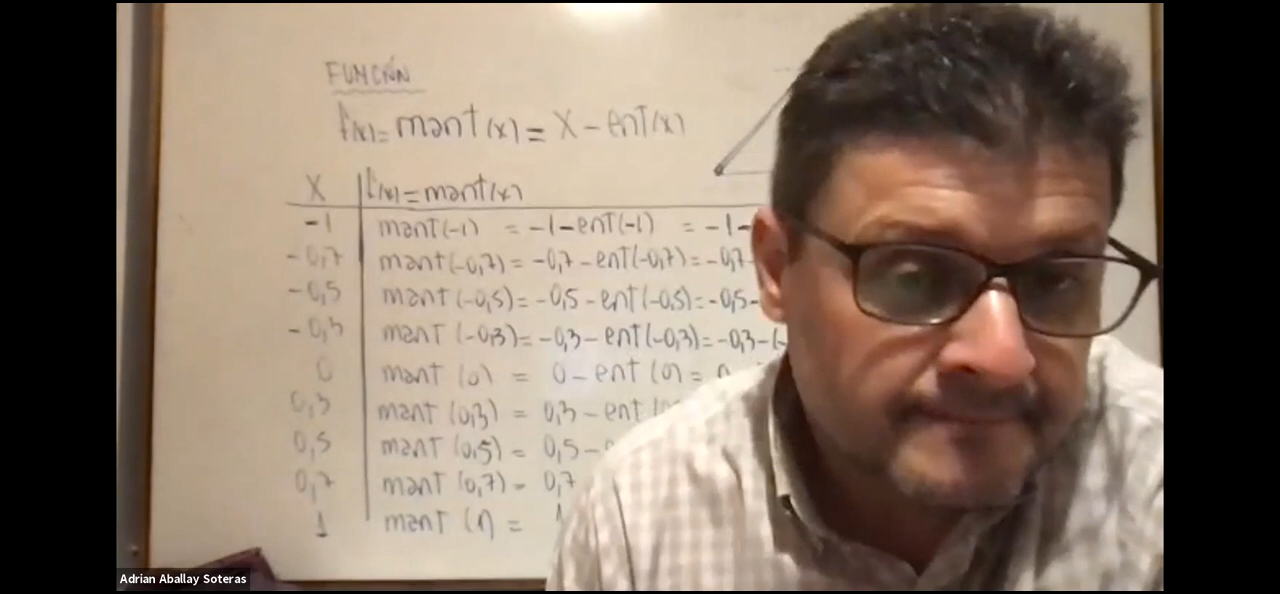 FUNCIÓN
f(x)= mant(x) = X - ent(x)
X f(x)= mant(x)
-1 mant(-1) = -1-ent(-1) = -1-
-0,7 mant(-0,7) = -0,7-ent(-0,7)=-0,7-
-0,5 mant(-0,5)=-0,5-ent(-0,5)=-0,5-
-0,3 mant(-0,3)=-0,3-ent(-0,3)=-0,3-(-
0 mant (0) = 0-ent (0) = 0
0,3 mant (0,3) = 0,3-ent
0,5 mant (0,5) = 0,5-
0,7 mant (0,7)= 0,7
1 mant (1) = 1
Adrian Aballay Soteras